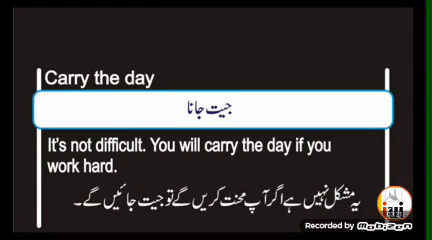 Carry the day
جیت جانا
It's not difficult. You will carry the day if you
work hard.
یہ مشکل نہیں ہے اگر آپ محنت کریں گے تو جیت جائیں گے۔
Recorded by Mobizen